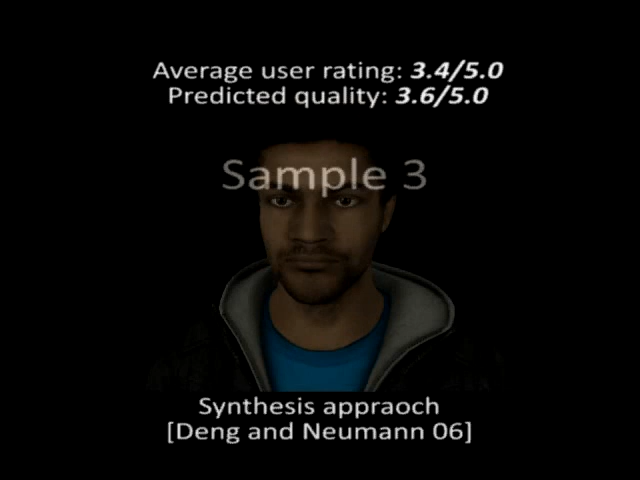 Average user rating: 3.4/5.0
Predicted quality: 3.6/5.0
Sample 3
Synthesis appraoch
[Deng and Neumann 06]